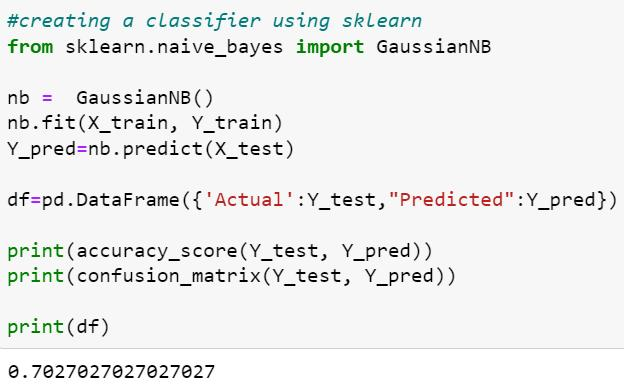 #creating a classifier using sklearn
from sklearn.naive_bayes import GaussianNB
nb =  GaussianNB()
nb.fit(X_train, Y_train)
Y_pred=nb.predict(X_test)
df=pd.DataFrame({'Actual':Y_test,"Predicted":Y_pred})
print(accuracy_score(Y_test, Y_pred))
print(confusion_matrix(Y_test, Y_pred))
print(df)
0.7027027027027027